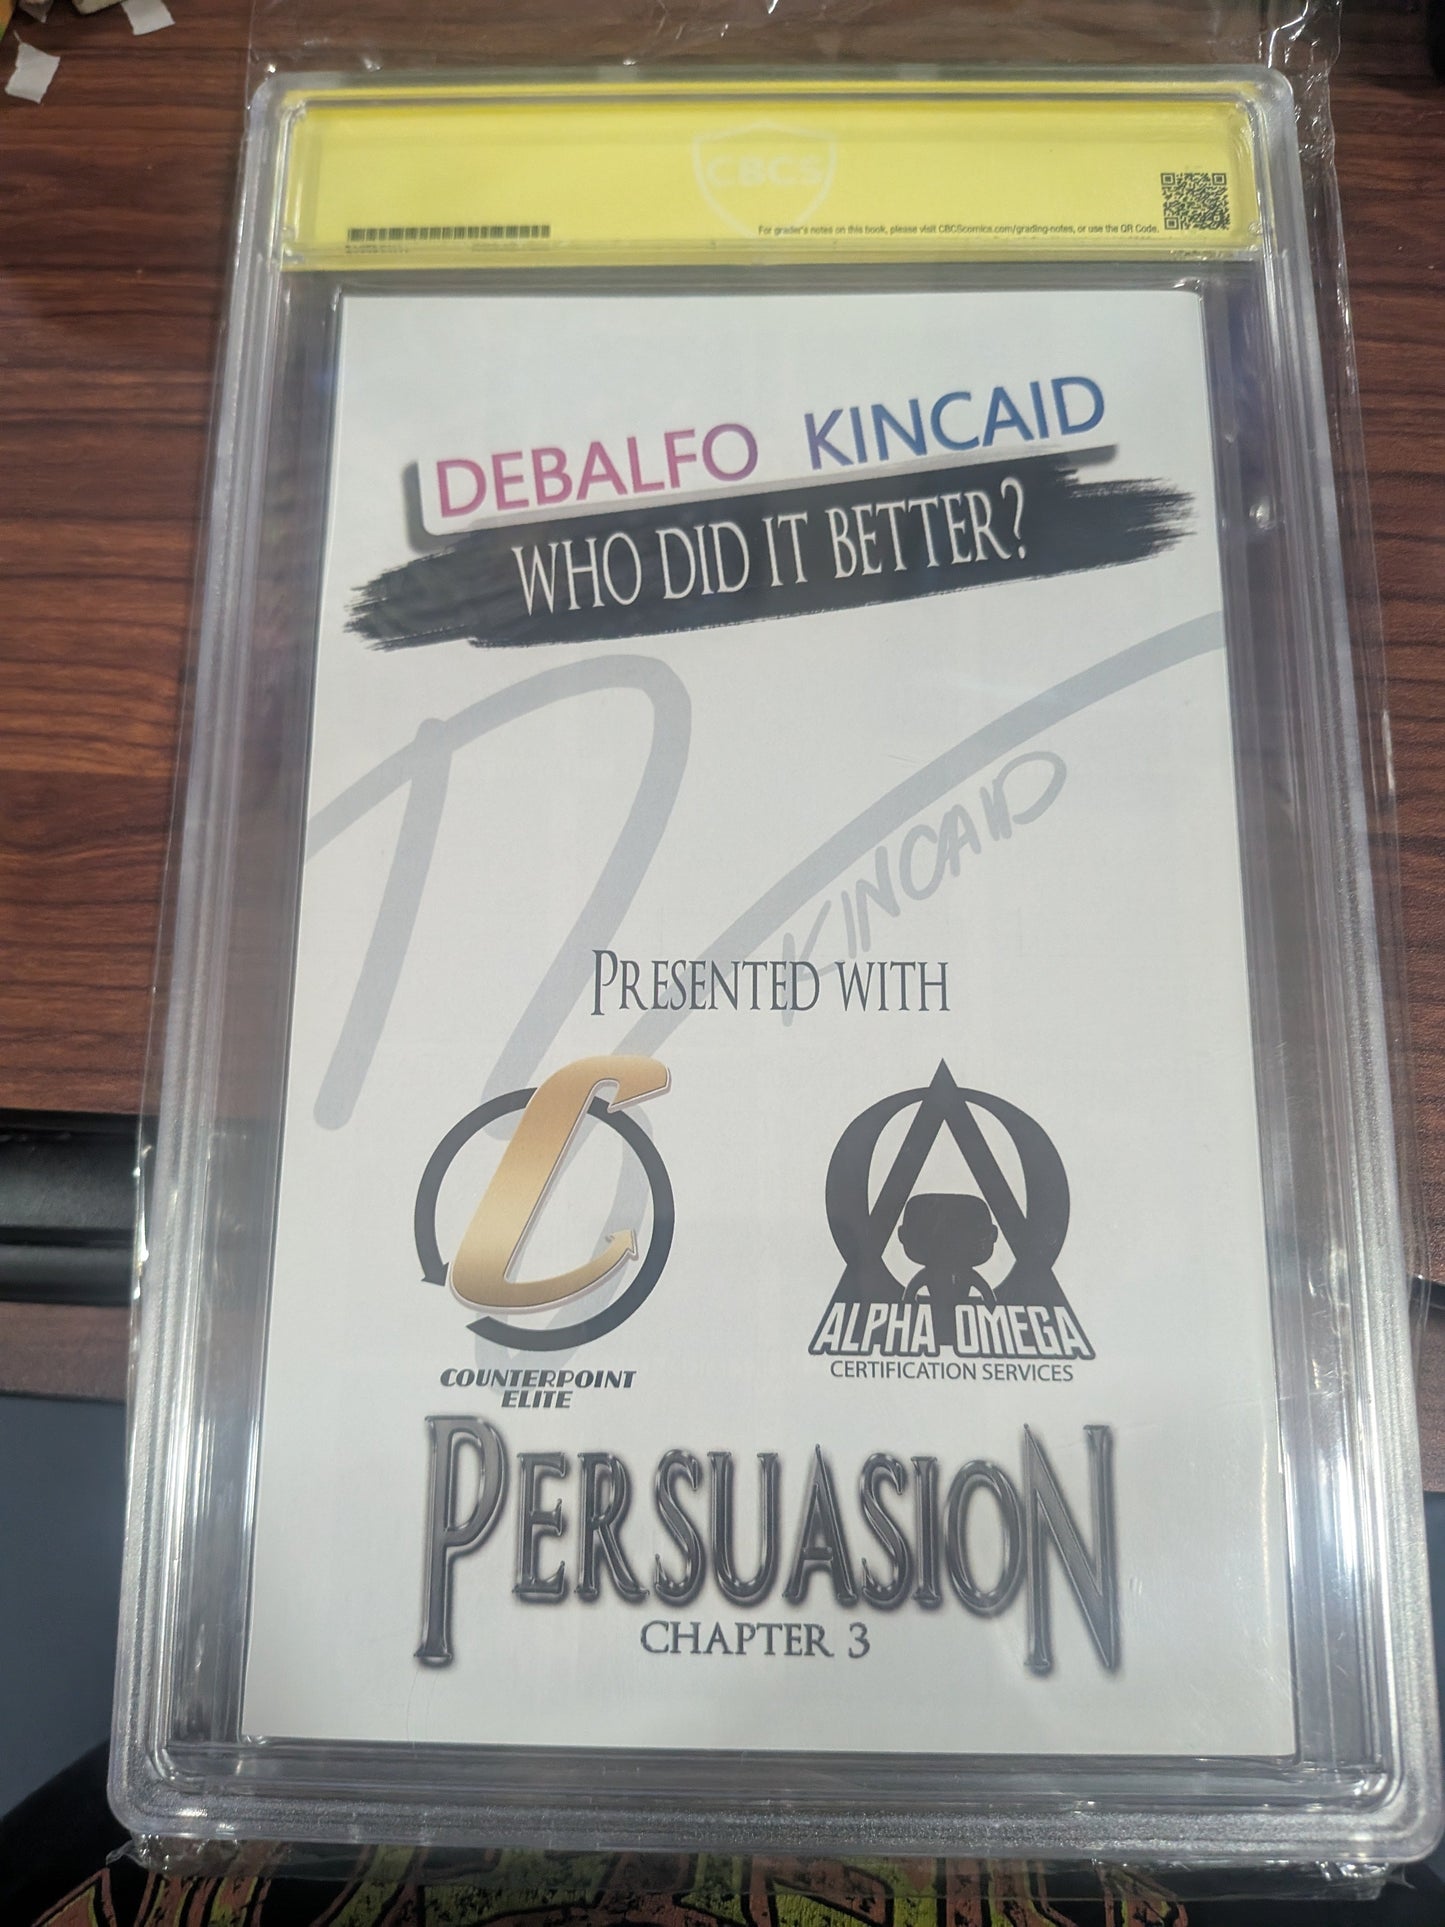 CBCS
For grader's notes on this book, please visit CBCScomics.com/grading-notes, or use the QR Code.
DEBALFO KINCAID
WHO DID IT BETTER?
KINCAID
PRESENTED WITH
COUNTERPOINT
ELITE
ALPHA OMEGA
CERTIFICATION SERVICES
PERSUASION
CHAPTER 3